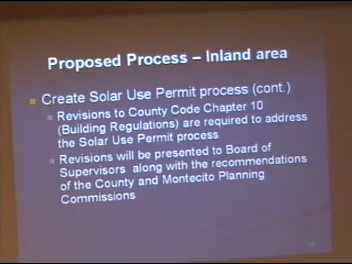 Proposed Process – Inland area
Create Solar Use Permit process (cont.)
Revisions to County Code Chapter 10
(Building Regulations) are required to address
the Solar Use Permit process
Revisions will be presented to Board of
Supervisors along with the recommendations
of the County and Montecito Planning
Commissions